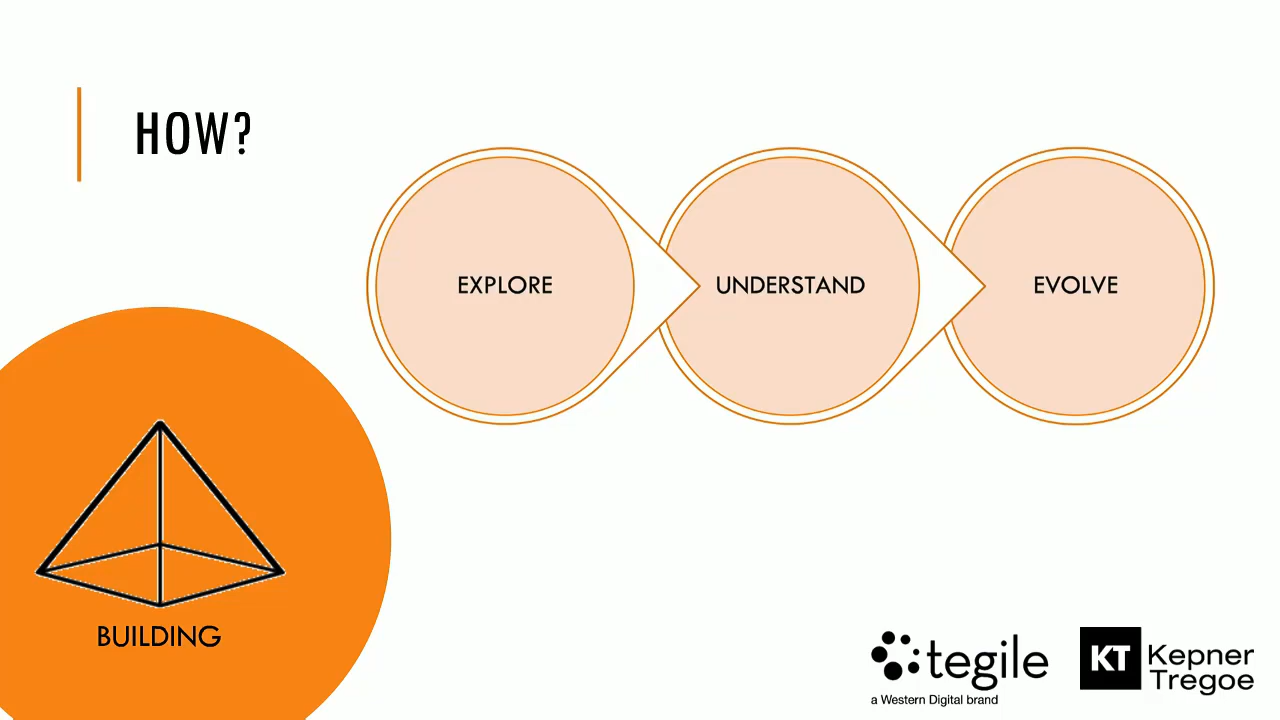 HOW?
EXPLORE
UNDERSTAND
EVOLVE
BUILDING
tegile
a Western Digital brand
KT
Kepner
Tregoe